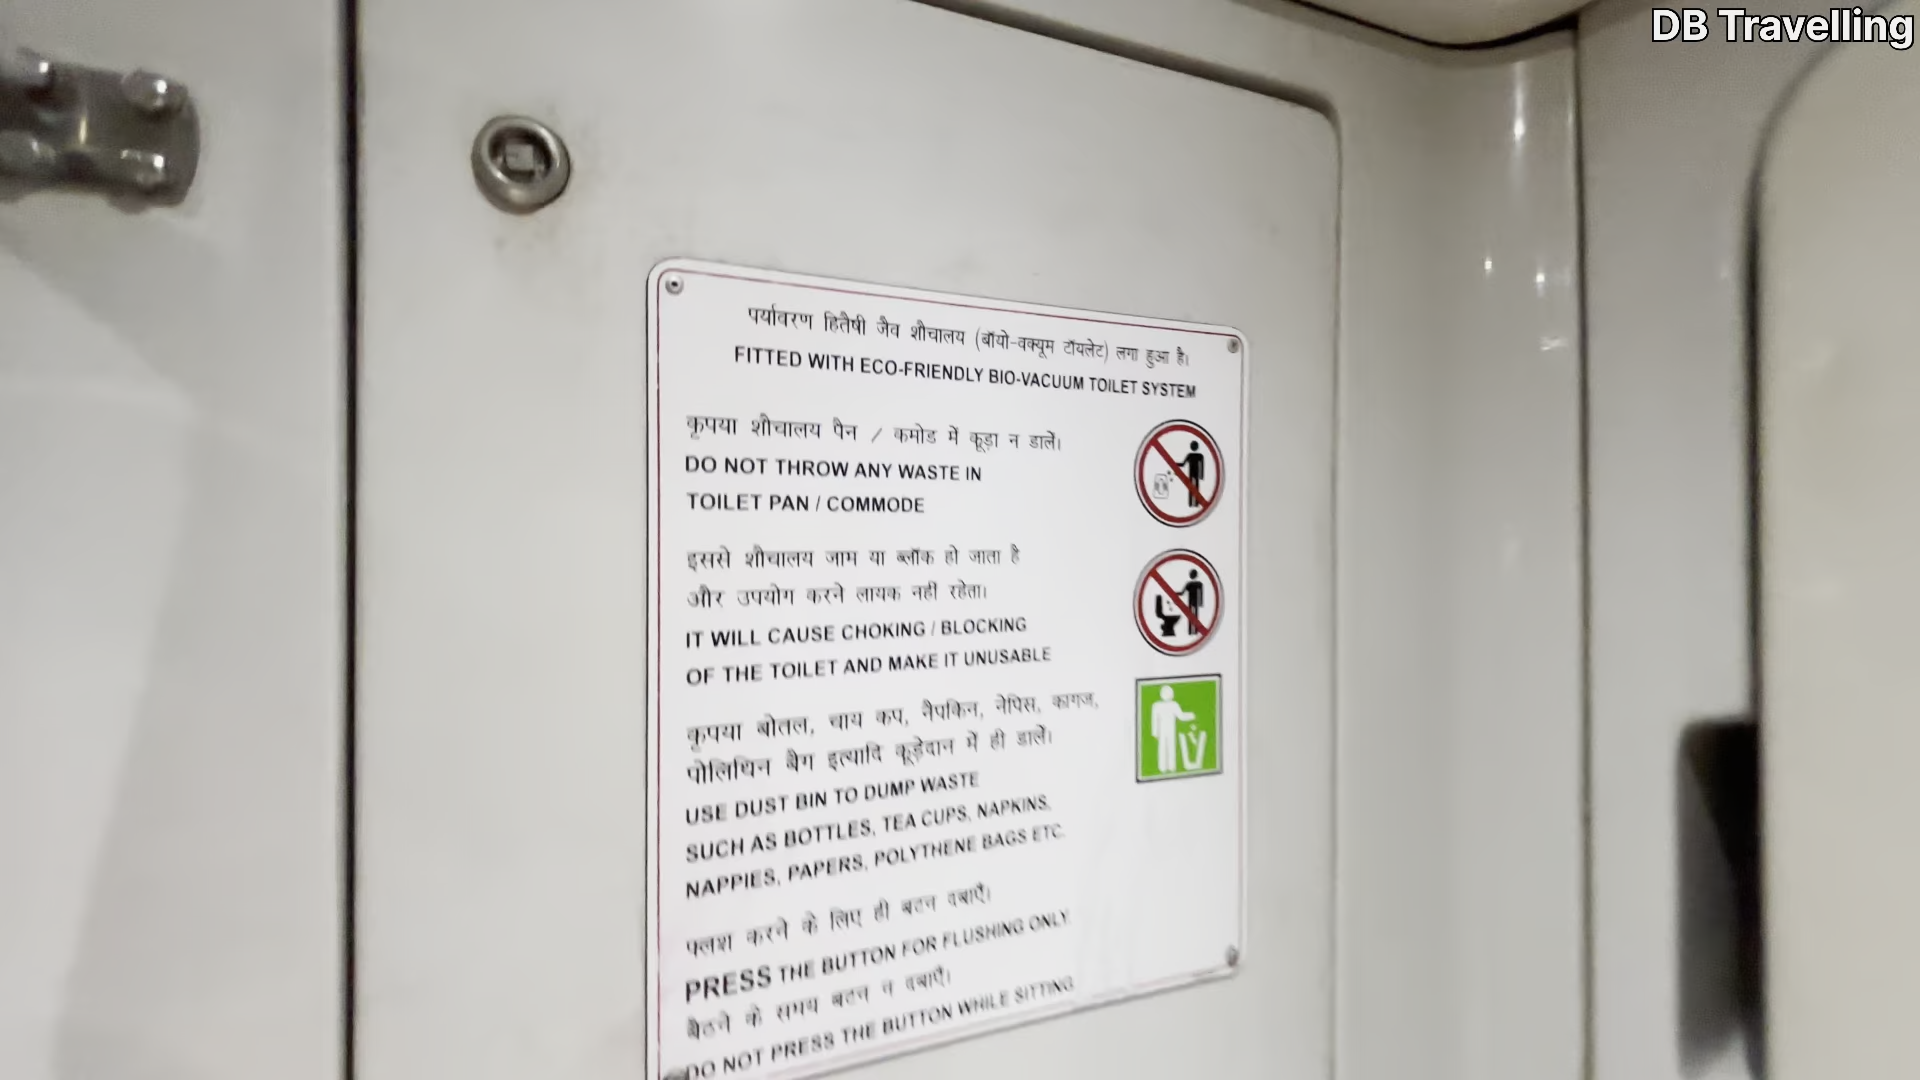 DB Travelling
पर्यावरण हितैषी जैव शौचालय (बॉयो-वक्यूम टॉयलेट) लगा हुआ है।
FITTED WITH ECO-FRIENDLY BIO-VACUUM TOILET SYSTEM
कृपया शौचालय पैन / कमोड में कूड़ा न डालें।
DO NOT THROW ANY WASTE IN
TOILET PAN / COMMODE
इससे शौचालय जाम या ब्लॉक हो जाता है
और उपयोग करने लायक नहीं रहेता।
IT WILL CAUSE CHOKING / BLOCKING
OF THE TOILET AND MAKE IT UNUSABLE
कृपया बोतल, चाय कप, नैपकिन, नेपिस, कागज,
पोलिथिन बैग इत्यादि कूड़ेदान में ही डालें।
USE DUST BIN TO DUMP WASTE
SUCH AS BOTTLES, TEA CUPS, NAPKINS,
NAPPIES, PAPERS, POLYTHENE BAGS ETC.
फ्लश करने के लिए ही बटन दबाएँ।
PRESS THE BUTTON FOR FLUSHING ONLY.
बैठने के समय बटन न दबाएँ।
DO NOT PRESS THE BUTTON WHILE SITTING